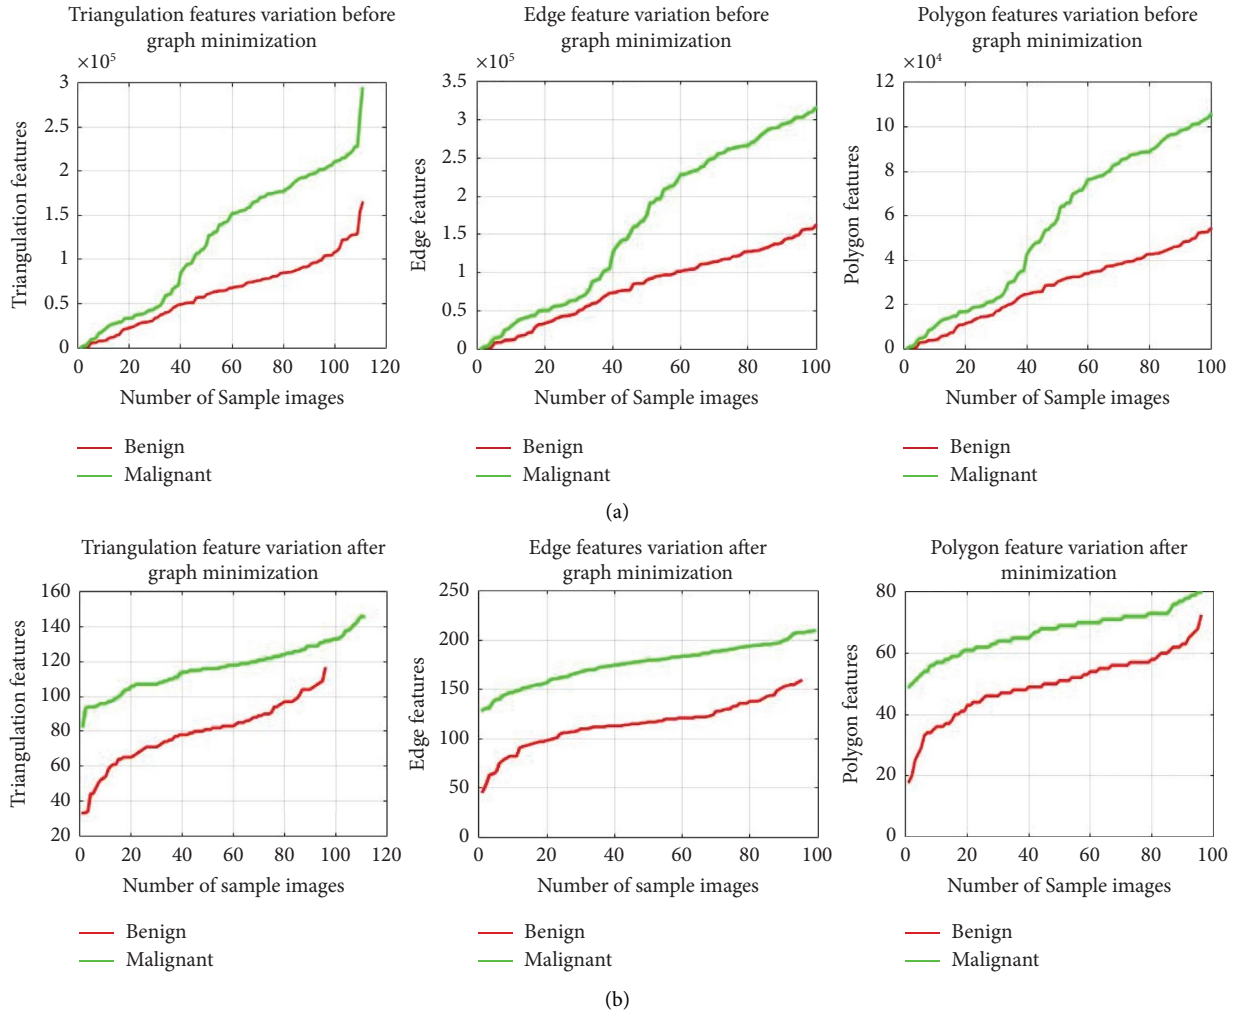 Triangulation features variation before
graph minimization
×10⁵
3
2.5
2
1.5
1
0.5
0
Triangulation features
0 20 40 60 80 100 120
Number of Sample images
Benign
Malignant
Edge feature variation before
graph minimization
×10⁵
3.5
3
2.5
2
1.5
1
0.5
0
Edge features
0 20 40 60 80 100
Number of Sample images
Benign
Malignant
Polygon features variation before
graph minimization
×10⁴
12
10
8
6
4
2
0
Polygon features
0 20 40 60 80 100
Number of Sample images
Benign
Malignant
(a)
Triangulation feature variation after
graph minimization
160
140
120
100
80
60
40
20
Triangulation features
0 20 40 60 80 100 120
Number of sample images
Benign
Malignant
Edge features variation after
graph minimization
250
200
150
100
50
0
Edge features
0 20 40 60 80 100
Number of sample images
Benign
Malignant
Polygon feature variation after
minimization
80
60
40
20
0
Polygon features
0 20 40 60 80 100
Number of Sample images
Benign
Malignant
(b)